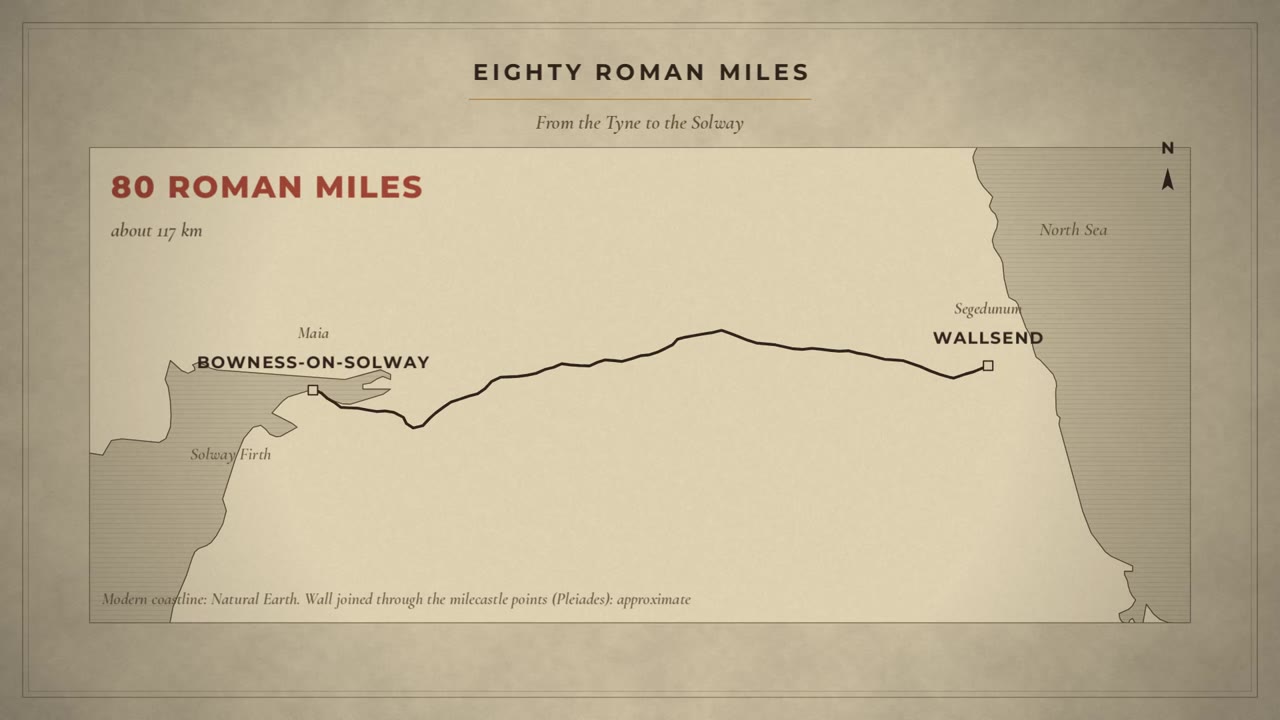 EIGHTY ROMAN MILES
From the Tyne to the Solway
N
80 ROMAN MILES
about 117 km
North Sea
Segedunum
WALLSEND
Maia
BOWNESS-ON-SOLWAY
Solway Firth
Modern coastline: Natural Earth. Wall joined through the milecastle points (Pleiades): approximate